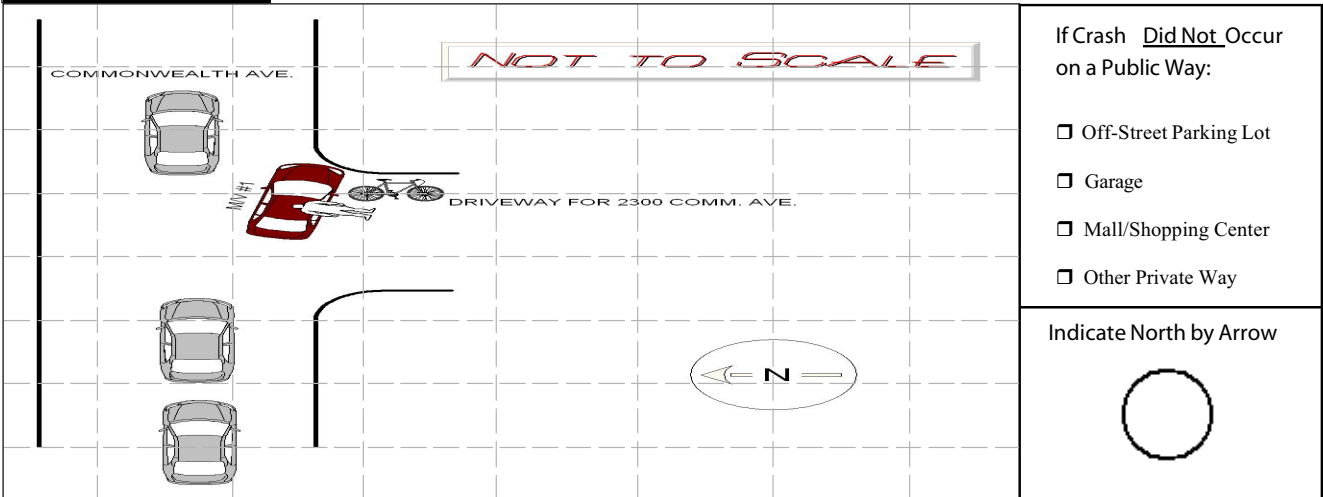 NOT TO SCALE
COMMONWEALTH AVE.
M/V #1
DRIVEWAY FOR 2300 COMM. AVE.
N
If Crash Did Not Occur
on a Public Way:
Off-Street Parking Lot
Garage
Mall/Shopping Center
Other Private Way
Indicate North by Arrow